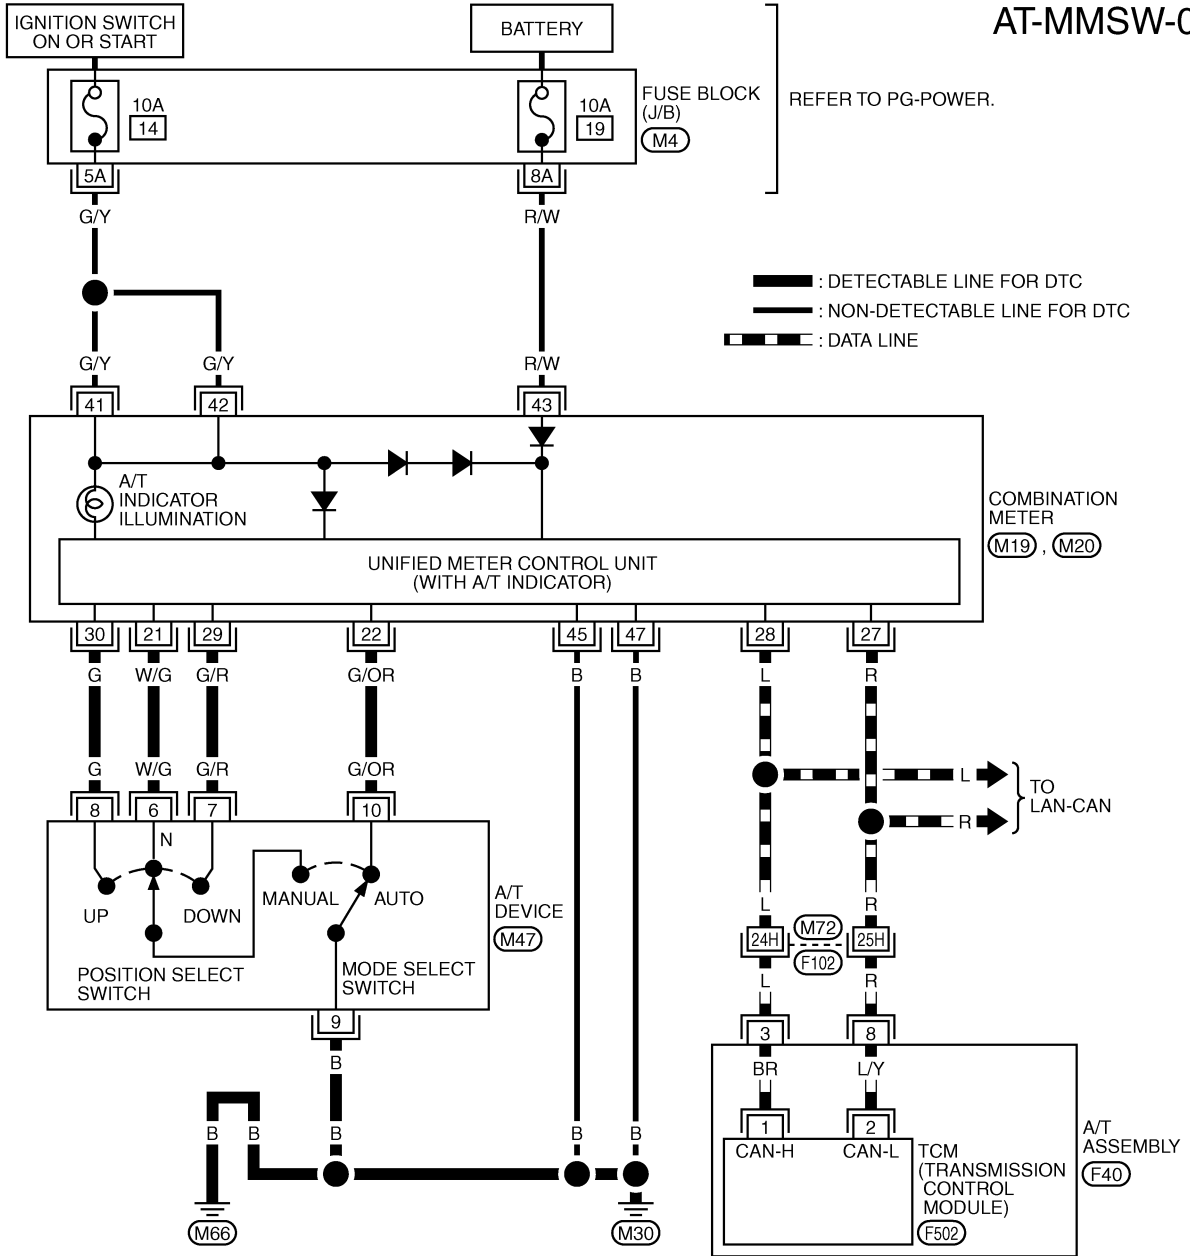 AT-MMSW-0
IGNITION SWITCH
ON OR START
BATTERY
10A
14
10A
19
FUSE BLOCK
(J/B)
M4
REFER TO PG-POWER.
5A
8A
G/Y
R/W
: DETECTABLE LINE FOR DTC
: NON-DETECTABLE LINE FOR DTC
: DATA LINE
G/Y
G/Y
R/W
41
42
43
A/T
INDICATOR
ILLUMINATION
COMBINATION
METER
M19 , M20
UNIFIED METER CONTROL UNIT
(WITH A/T INDICATOR)
30
21
29
22
45
47
28
27
G
W/G
G/R
G/OR
B
B
L
R
G
W/G
G/R
G/OR
L
R
TO
LAN-CAN
8
6
7
10
N
UP
DOWN
MANUAL
AUTO
A/T
DEVICE
M47
POSITION SELECT
SWITCH
MODE SELECT
SWITCH
L
R
24H
M72
25H
F102
L
R
9
3
8
B
BR
L/Y
B
B
B
B
B
1
2
CAN-H
CAN-L
TCM
(TRANSMISSION
CONTROL
MODULE)
F502
A/T
ASSEMBLY
F40
M66
M30